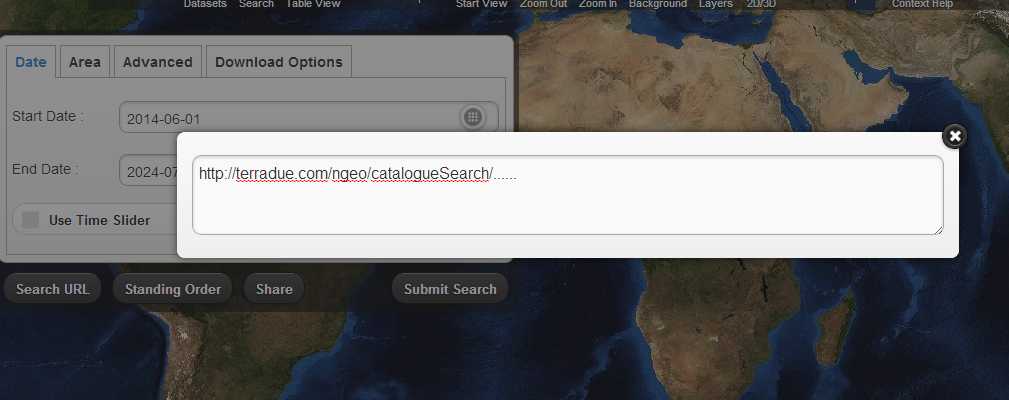 Datasets Search Table View Start View Zoom Out Zoom In Background Layers 2D/3D Context Help
Date Area Advanced Download Options
Start Date : 2014-06-01
End Date : 2024-07
http://terradue.com/ngeo/catalogueSearch/......
Use Time Slider
Search URL Standing Order Share Submit Search